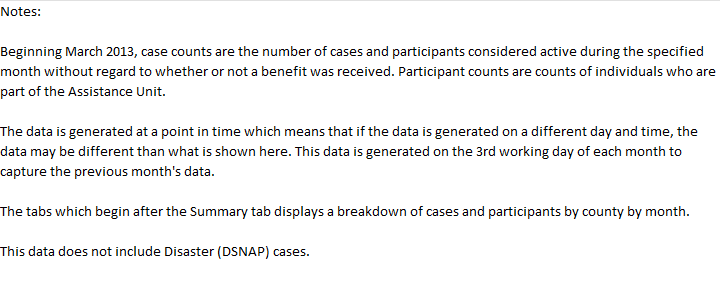 Notes:
Beginning March 2013, case counts are the number of cases and participants considered active during the specified
month without regard to whether or not a benefit was received. Participant counts are counts of individuals who are
part of the Assistance Unit.
The data is generated at a point in time which means that if the data is generated on a different day and time, the
data may be different than what is shown here. This data is generated on the 3rd working day of each month to
capture the previous month's data.
The tabs which begin after the Summary tab displays a breakdown of cases and participants by county by month.
This data does not include Disaster (DSNAP) cases.